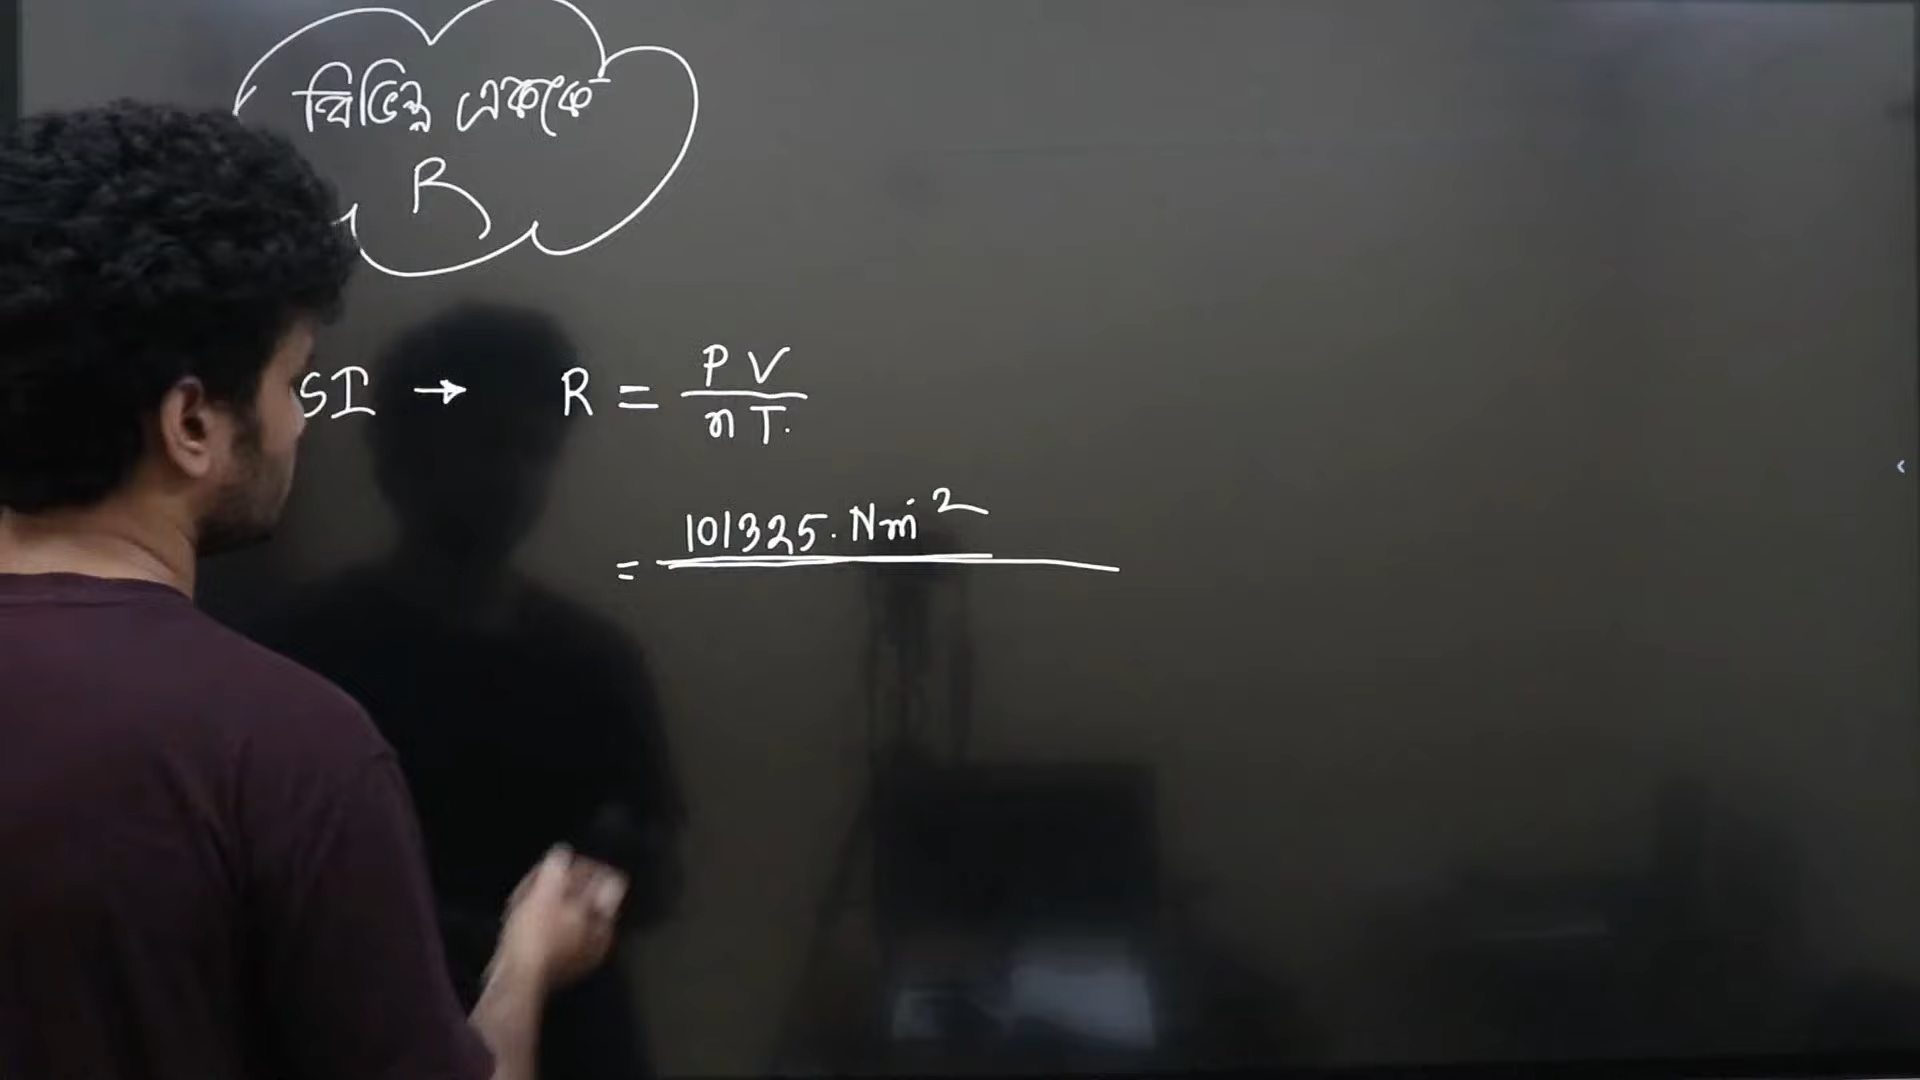 বিভিন্ন এককে
R
SI → R = PV
nT.
= 101325. Nm⁻²